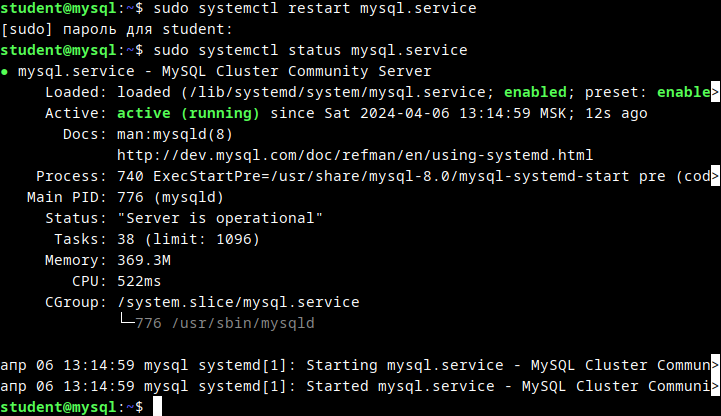 student@mysql:~$ sudo systemctl restart mysql.service
[sudo] пароль для student:
student@mysql:~$ sudo systemctl status mysql.service
● mysql.service - MySQL Cluster Community Server
     Loaded: loaded (/lib/systemd/system/mysql.service; enabled; preset: enable>
     Active: active (running) since Sat 2024-04-06 13:14:59 MSK; 12s ago
       Docs: man:mysqld(8)
             http://dev.mysql.com/doc/refman/en/using-systemd.html
    Process: 740 ExecStartPre=/usr/share/mysql-8.0/mysql-systemd-start pre (cod>
   Main PID: 776 (mysqld)
     Status: "Server is operational"
      Tasks: 38 (limit: 1096)
     Memory: 369.3M
        CPU: 522ms
     CGroup: /system.slice/mysql.service
             └─776 /usr/sbin/mysqld
апр 06 13:14:59 mysql systemd[1]: Starting mysql.service - MySQL Cluster Commun>
апр 06 13:14:59 mysql systemd[1]: Started mysql.service - MySQL Cluster Communi>
student@mysql:~$